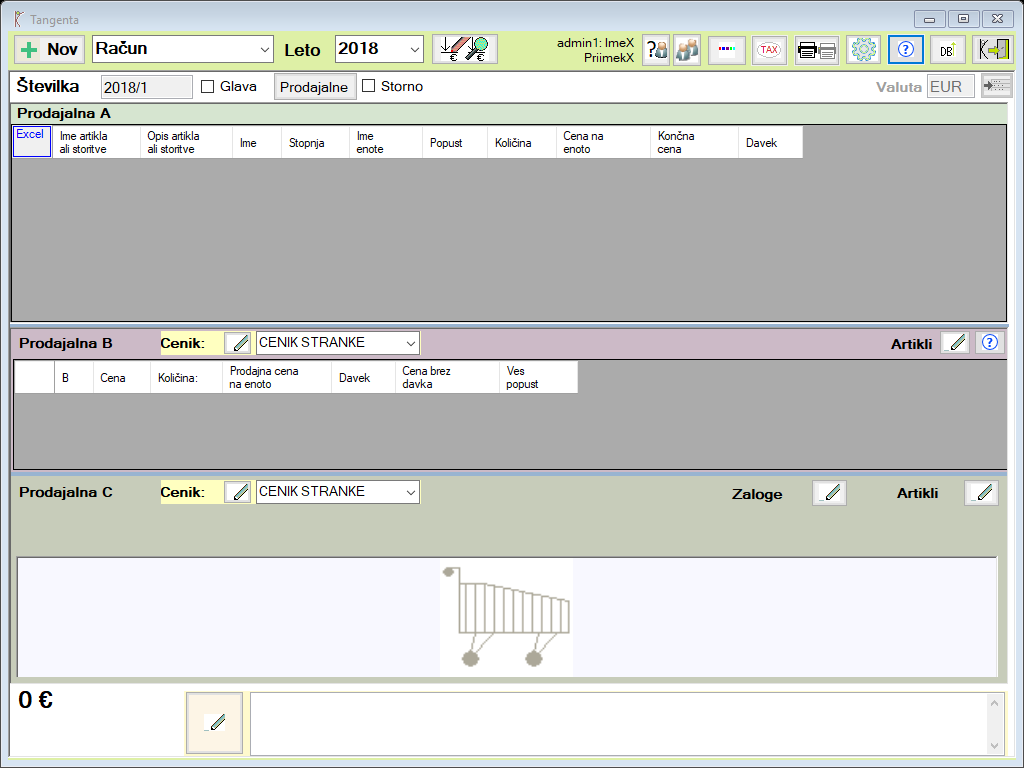 Tangenta
Nov
Račun
Leto
2018
€ €
admin1: ImeX
PriimekX
?
TAX
?
DB
Številka
2018/1
Glava
Prodajalne
Storno
Valuta
EUR
Prodajalna A
Excel
Ime artikla
ali storitve
Opis artikla
ali storitve
Ime
Stopnja
Ime
enote
Popust
Količina
Cena na
enoto
Končna
cena
Davek
Prodajalna B
Cenik:
CENIK STRANKE
Artikli
?
B
Cena
Količina:
Prodajna cena
na enoto
Davek
Cena brez
davka
Ves
popust
Prodajalna C
Cenik:
CENIK STRANKE
Zaloge
Artikli
0 €